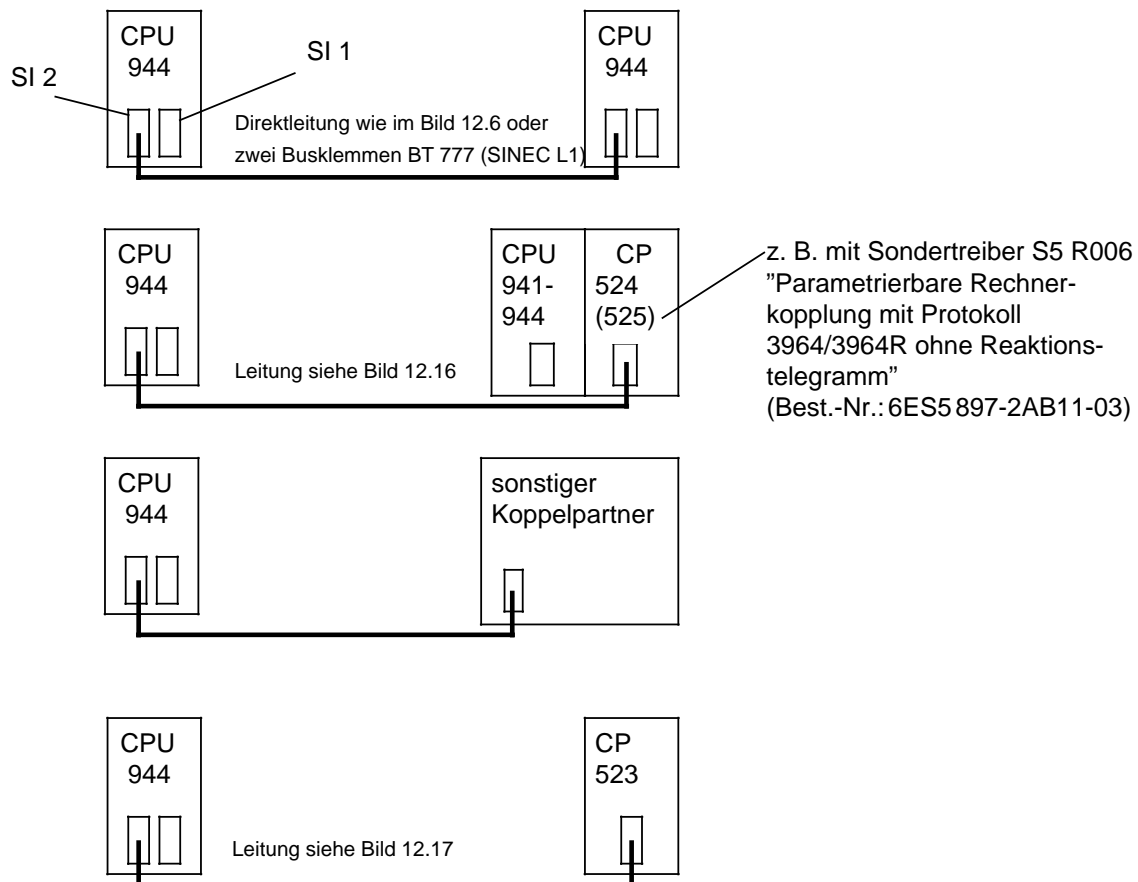 CPU
944
SI 1
SI 2
CPU
944
Direktleitung wie im Bild 12.6 oder
zwei Busklemmen BT 777 (SINEC L1)
CPU
944
CPU
941-
944
CP
524
(525)
z. B. mit Sondertreiber S5 R006
”Parametrierbare Rechner-
kopplung mit Protokoll
3964/3964R ohne Reaktions-
telegramm”
(Best.-Nr.: 6ES5 897-2AB11-03)
Leitung siehe Bild 12.16
CPU
944
sonstiger
Koppelpartner
CPU
944
CP
523
Leitung siehe Bild 12.17